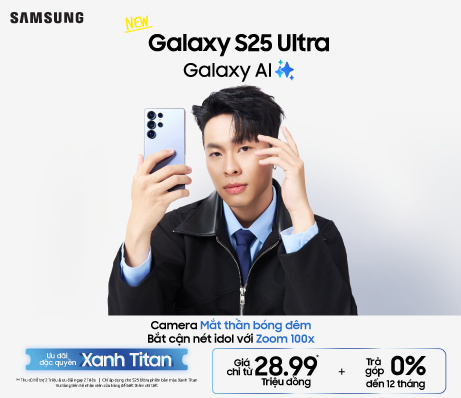 SAMSUNG
NEW
Galaxy S25 Ultra
Galaxy AI
Camera Mắt thần bóng đêm
Bắt cận nét idol với Zoom 100x
Ưu đãi
đặc quyền
Xanh Titan
Giá
chỉ từ
28.99*
Triệu đồng
+
Trả
góp
0%
đến 12 tháng